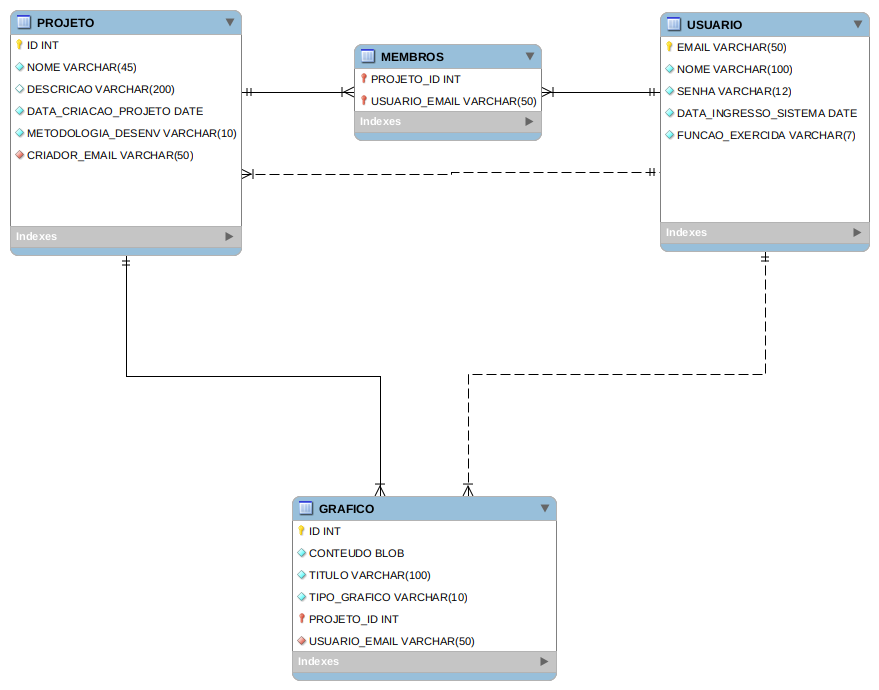 PROJETO
ID INT
NOME VARCHAR(45)
DESCRICAO VARCHAR(200)
DATA_CRIACAO_PROJETO DATE
METODOLOGIA_DESENV VARCHAR(10)
CRIADOR_EMAIL VARCHAR(50)
Indexes
MEMBROS
PROJETO_ID INT
USUARIO_EMAIL VARCHAR(50)
Indexes
USUARIO
EMAIL VARCHAR(50)
NOME VARCHAR(100)
SENHA VARCHAR(12)
DATA_INGRESSO_SISTEMA DATE
FUNCAO_EXERCIDA VARCHAR(7)
Indexes
GRAFICO
ID INT
CONTEUDO BLOB
TITULO VARCHAR(100)
TIPO_GRAFICO VARCHAR(10)
PROJETO_ID INT
USUARIO_EMAIL VARCHAR(50)
Indexes